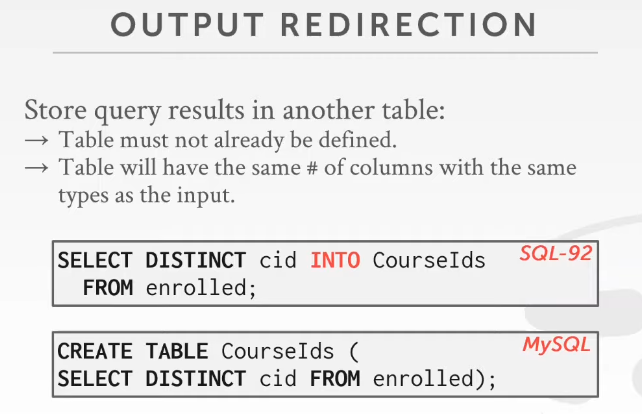 OUTPUT REDIRECTION
Store query results in another table:
→ Table must not already be defined.
→ Table will have the same # of columns with the same
types as the input.
SELECT DISTINCT cid INTO CourseIds SQL-92
FROM enrolled;
CREATE TABLE CourseIds ( MySQL
SELECT DISTINCT cid FROM enrolled);